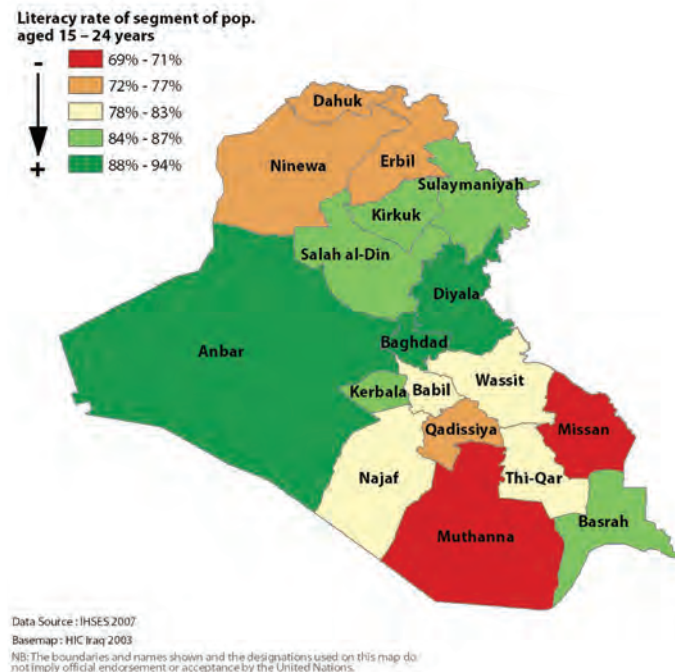 Literacy rate of segment of pop.
aged 15 – 24 years
-
69% - 71%
72% - 77%
78% - 83%
84% - 87%
+
88% - 94%
Dahuk
Ninewa
Erbil
Sulaymaniyah
Kirkuk
Salah al-Din
Diyala
Anbar
Baghdad
Kerbala
Babil
Wassit
Qadissiya
Missan
Najaf
Thi-Qar
Muthanna
Basrah
Data Source : IHSES 2007
Basemap : HIC Iraq 2003
NB: The boundaries and names shown and the designations used on this map do
not imply official endorsement or acceptance by the United Nations.